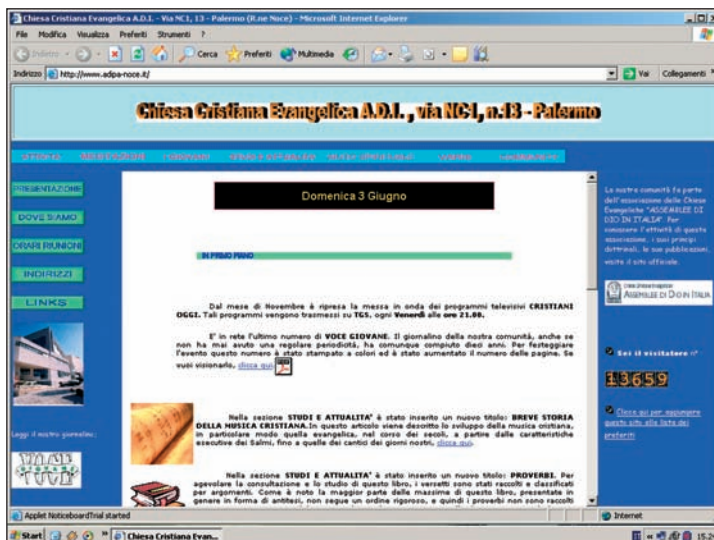 Chiesa Cristiana Evangelica A.D.I. - Via NC1, 13 - Palermo (R.ne Noce) - Microsoft Internet Explorer
File Modifica Visualizza Preferiti Strumenti ?
Indietro Cerca Preferiti Multimedia
Indirizzo http://www.adipa-noce.it/ Vai Collegamenti »
Chiesa Cristiana Evangelica A.D.I. , via NC1, n.13 - Palermo
PRESENTAZIONE
DOVE SIAMO
ORARI RIUNIONI
INDIRIZZI
LINKS
Leggi il nostro giornalino:
Domenica 3 Giugno
IN PRIMO PIANO
Dal mese di Novembre è ripresa la messa in onda dei programmi televisivi CRISTIANI
OGGI. Tali programmi vengono trasmessi su TGS, ogni Venerdì alle ore 21.00.
E' in rete l'ultimo numero di VOCE GIOVANE. Il giornalino della nostra comunità, anche se
non ha mai avuto una regolare periodicità, ha comunque compiuto dieci anni. Per festeggiare
l'evento questo numero è stato stampato a colori ed è stato aumentato il numero delle pagine. Se
vuoi visionarlo, clicca qui.
Nella sezione STUDI E ATTUALITA' è stato inserito un nuovo titolo: BREVE STORIA
DELLA MUSICA CRISTIANA.In questo articolo viene descritto lo sviluppo della musica cristiana,
in particolare modo quella evangelica, nel corso dei secoli, a partire dalle caratteristiche
esecutive dei Salmi, fino a quelle dei cantici dei giorni nostri, clicca qui.
Nella sezione STUDI E ATTUALITA' è stato inserito un nuovo titolo: PROVERBI. Per
agevolare la consultazione e lo studio di questo libro, i versetti sono stati raccolti e classificati
per argomenti. Come è noto la maggior parte delle massime di questo libro, presentate in
genere in forma di antitesi, non segue un ordine rigoroso, e quindi i proverbi non sono raccolti
La nostra comunità fa parte
dell'associazione delle Chiese
Evangeliche "ASSEMBLEE DI
DIO IN ITALIA". Per
conoscere l'attività di questa
associazione, i suoi principi
dottrinali, le sue pubblicazioni,
visita il sito ufficiale.
ASSEMBLEE DI DIO IN ITALIA
Sei il visitatore n°
13659
Clicca qui per aggiungere
questo sito alla lista dei
preferiti
Applet NoticeboardTrial started Internet
Start Chiesa Cristiana Evan...